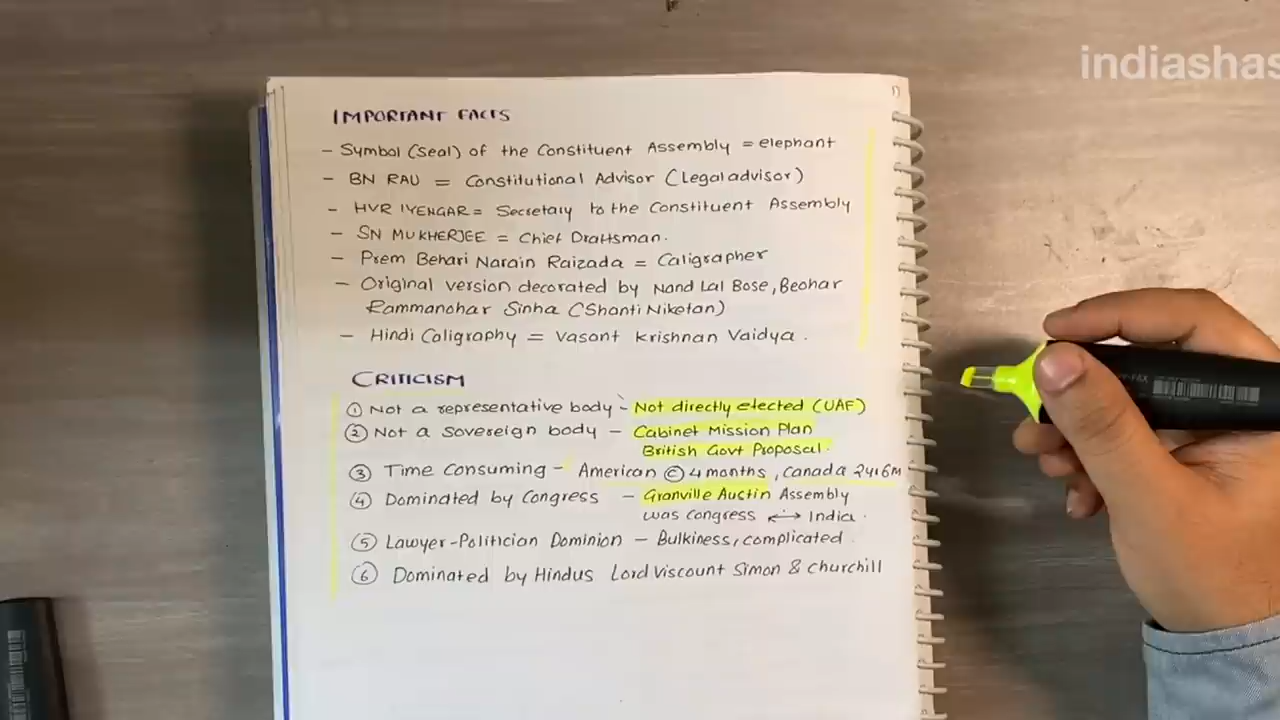 indiashas
IMPORTANT FACTS
- Symbol (Seal) of the Constituent Assembly = elephant
- BN RAU = Constitutional Advisor (Legal advisor)
- HVR IYENGAR = Secretary to the Constituent Assembly
- SN MUKHERJEE = Chief Draftsman.
- Prem Behari Narain Raizada = Caligrapher
- Original version decorated by Nand Lal Bose, Beohar
Rammanohar Sinha (Shanti Niketan)
- Hindi Caligraphy = Vasant Krishnan Vaidya.
CRITICISM
① Not a representative body - Not directly elected (UAF)
② Not a Sovereign body - Cabinet Mission Plan
British Govt Proposal.
③ Time Consuming - American © 4 months, Canada 2y16m
④ Dominated by Congress - Granville Austin Assembly
was congress ↔ India.
⑤ Lawyer-Politician Dominion - Bulkiness, complicated.
⑥ Dominated by Hindus Lord Viscount Simon & Churchill